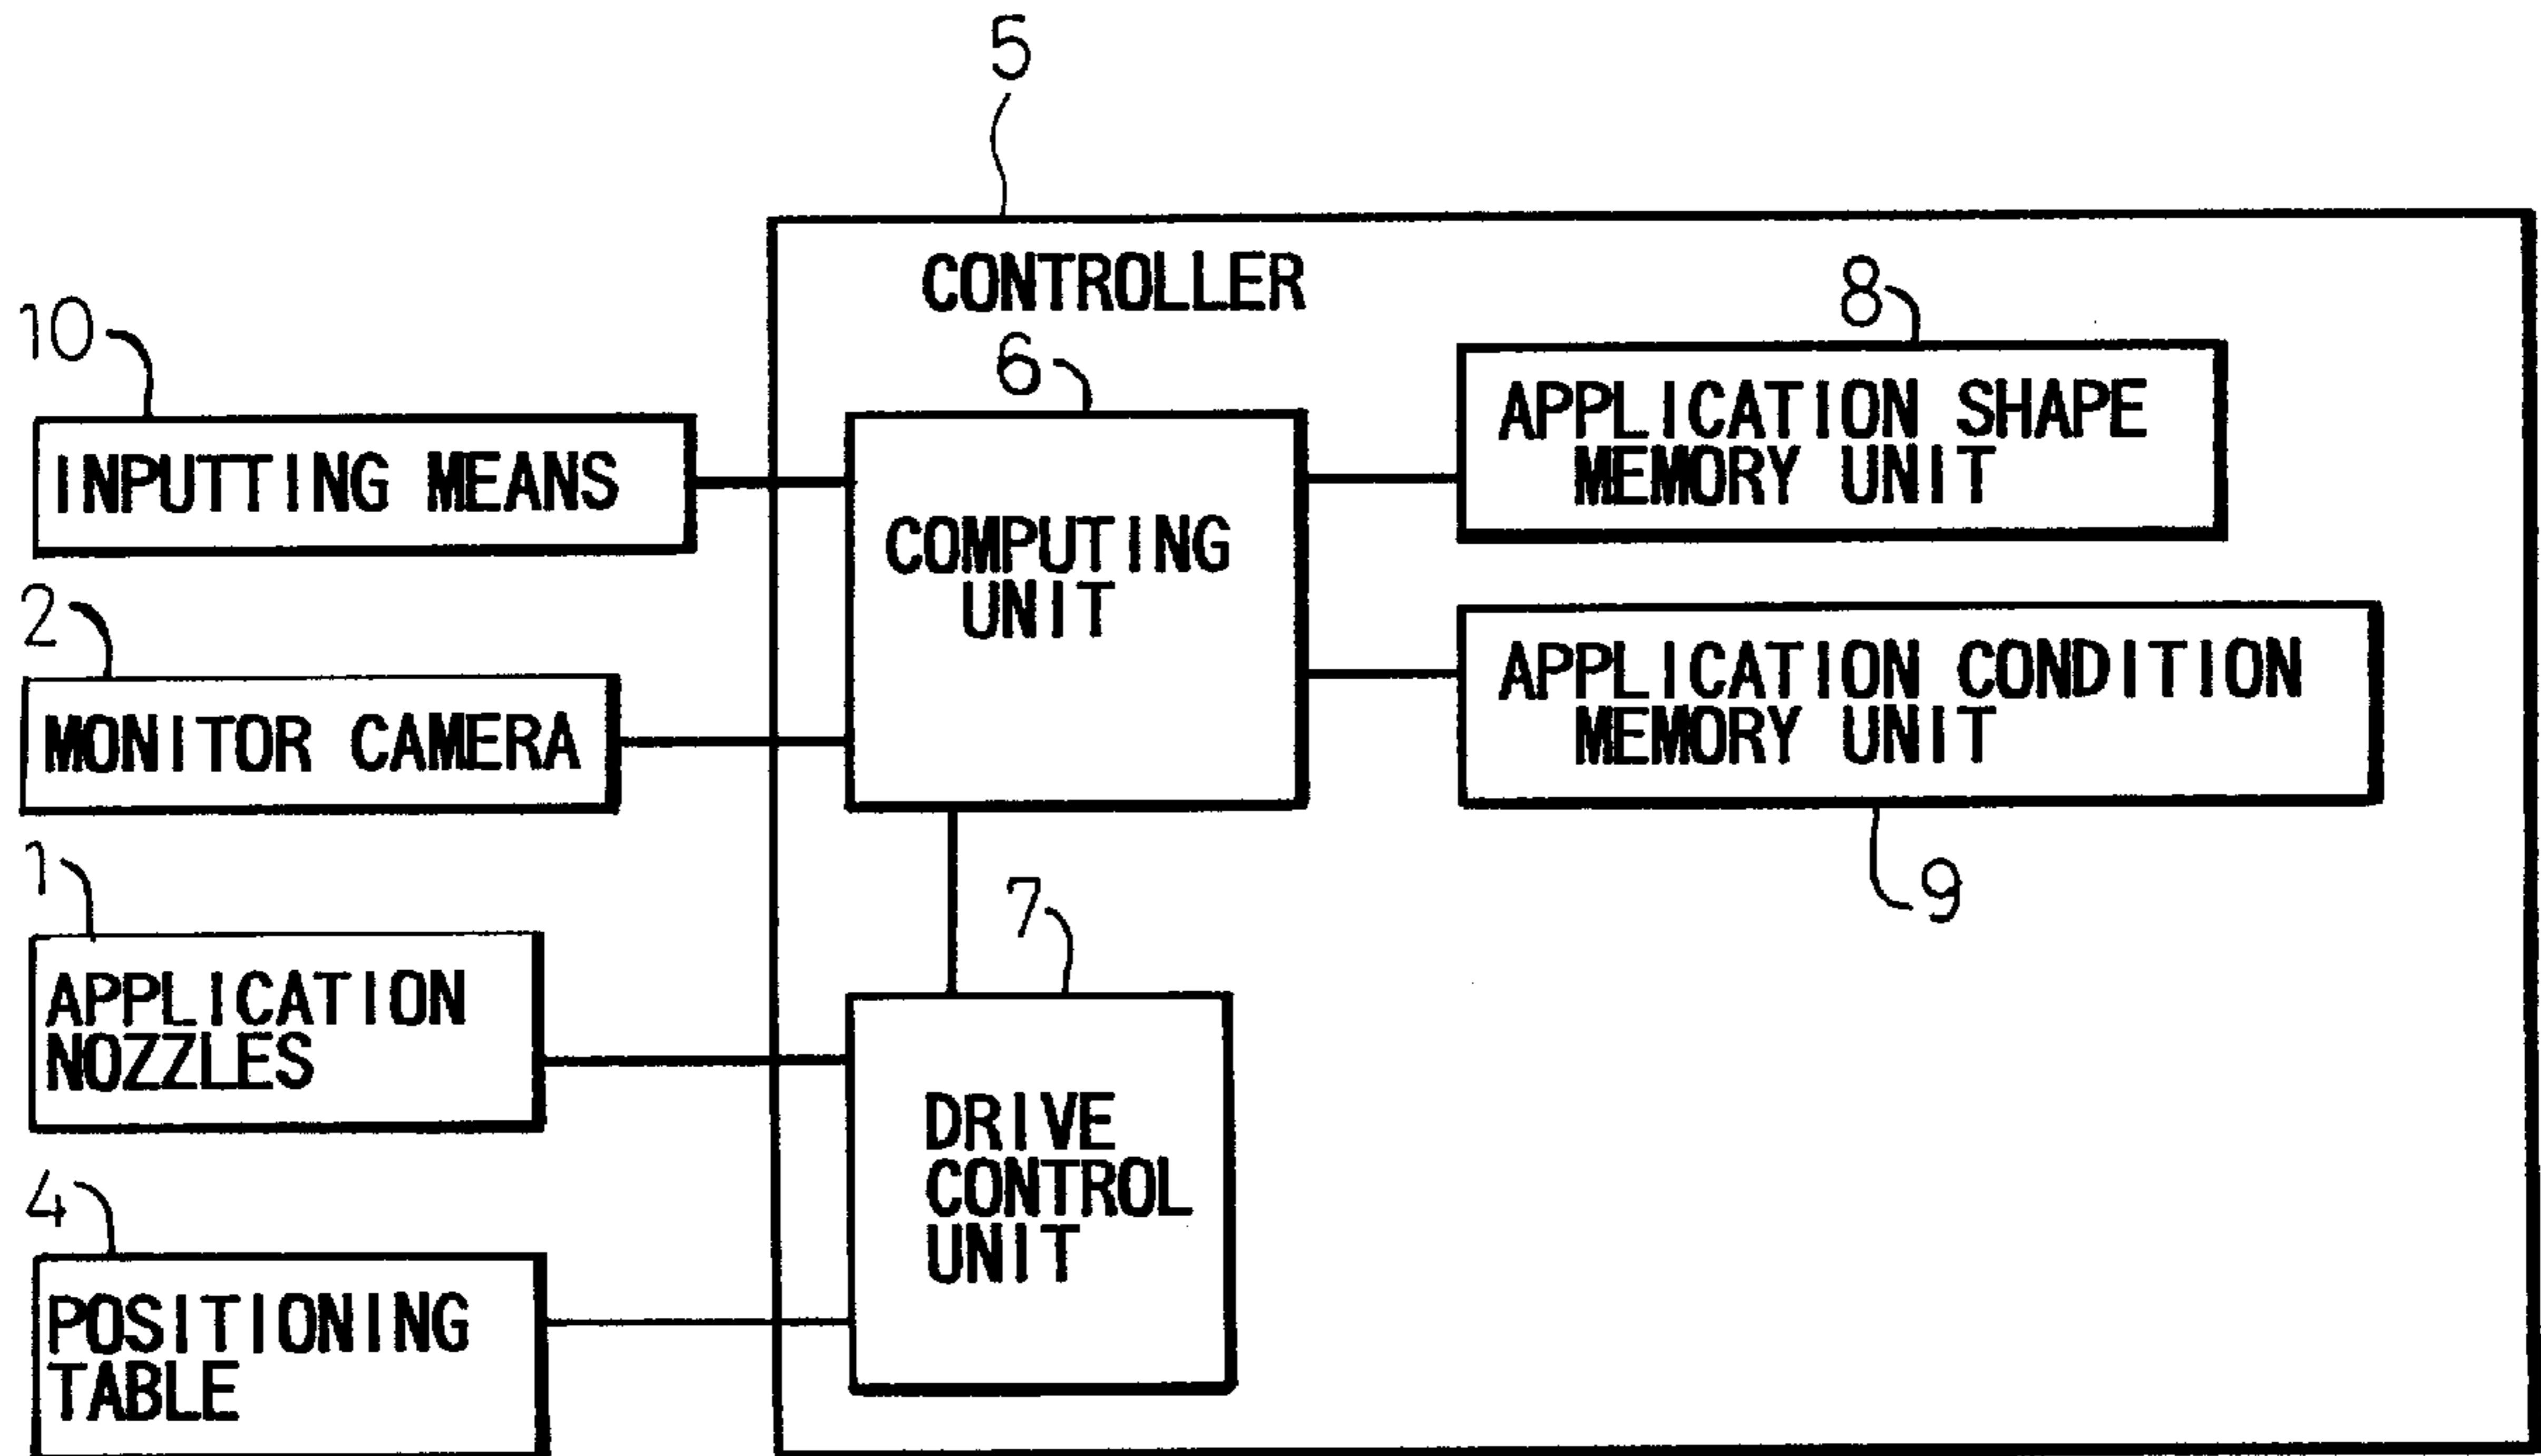 5
CONTROLLER
10
INPUTTING MEANS
6
COMPUTING
UNIT
8
APPLICATION SHAPE
MEMORY UNIT
2
MONITOR CAMERA
APPLICATION CONDITION
MEMORY UNIT
9
1
APPLICATION
NOZZLES
7
DRIVE
CONTROL
UNIT
4
POSITIONING
TABLE